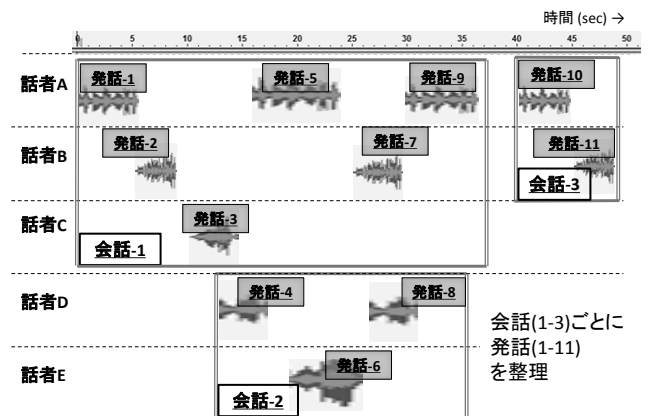 時間 (sec) →
0 5 10 15 20 25 30 35 40 45 50
話者A
発話-1
発話-5
発話-9
発話-10
話者B
発話-2
発話-7
発話-11
会話-3
話者C
発話-3
会話-1
話者D
発話-4
発話-8
会話(1-3)ごとに
発話(1-11)
を整理
話者E
発話-6
会話-2